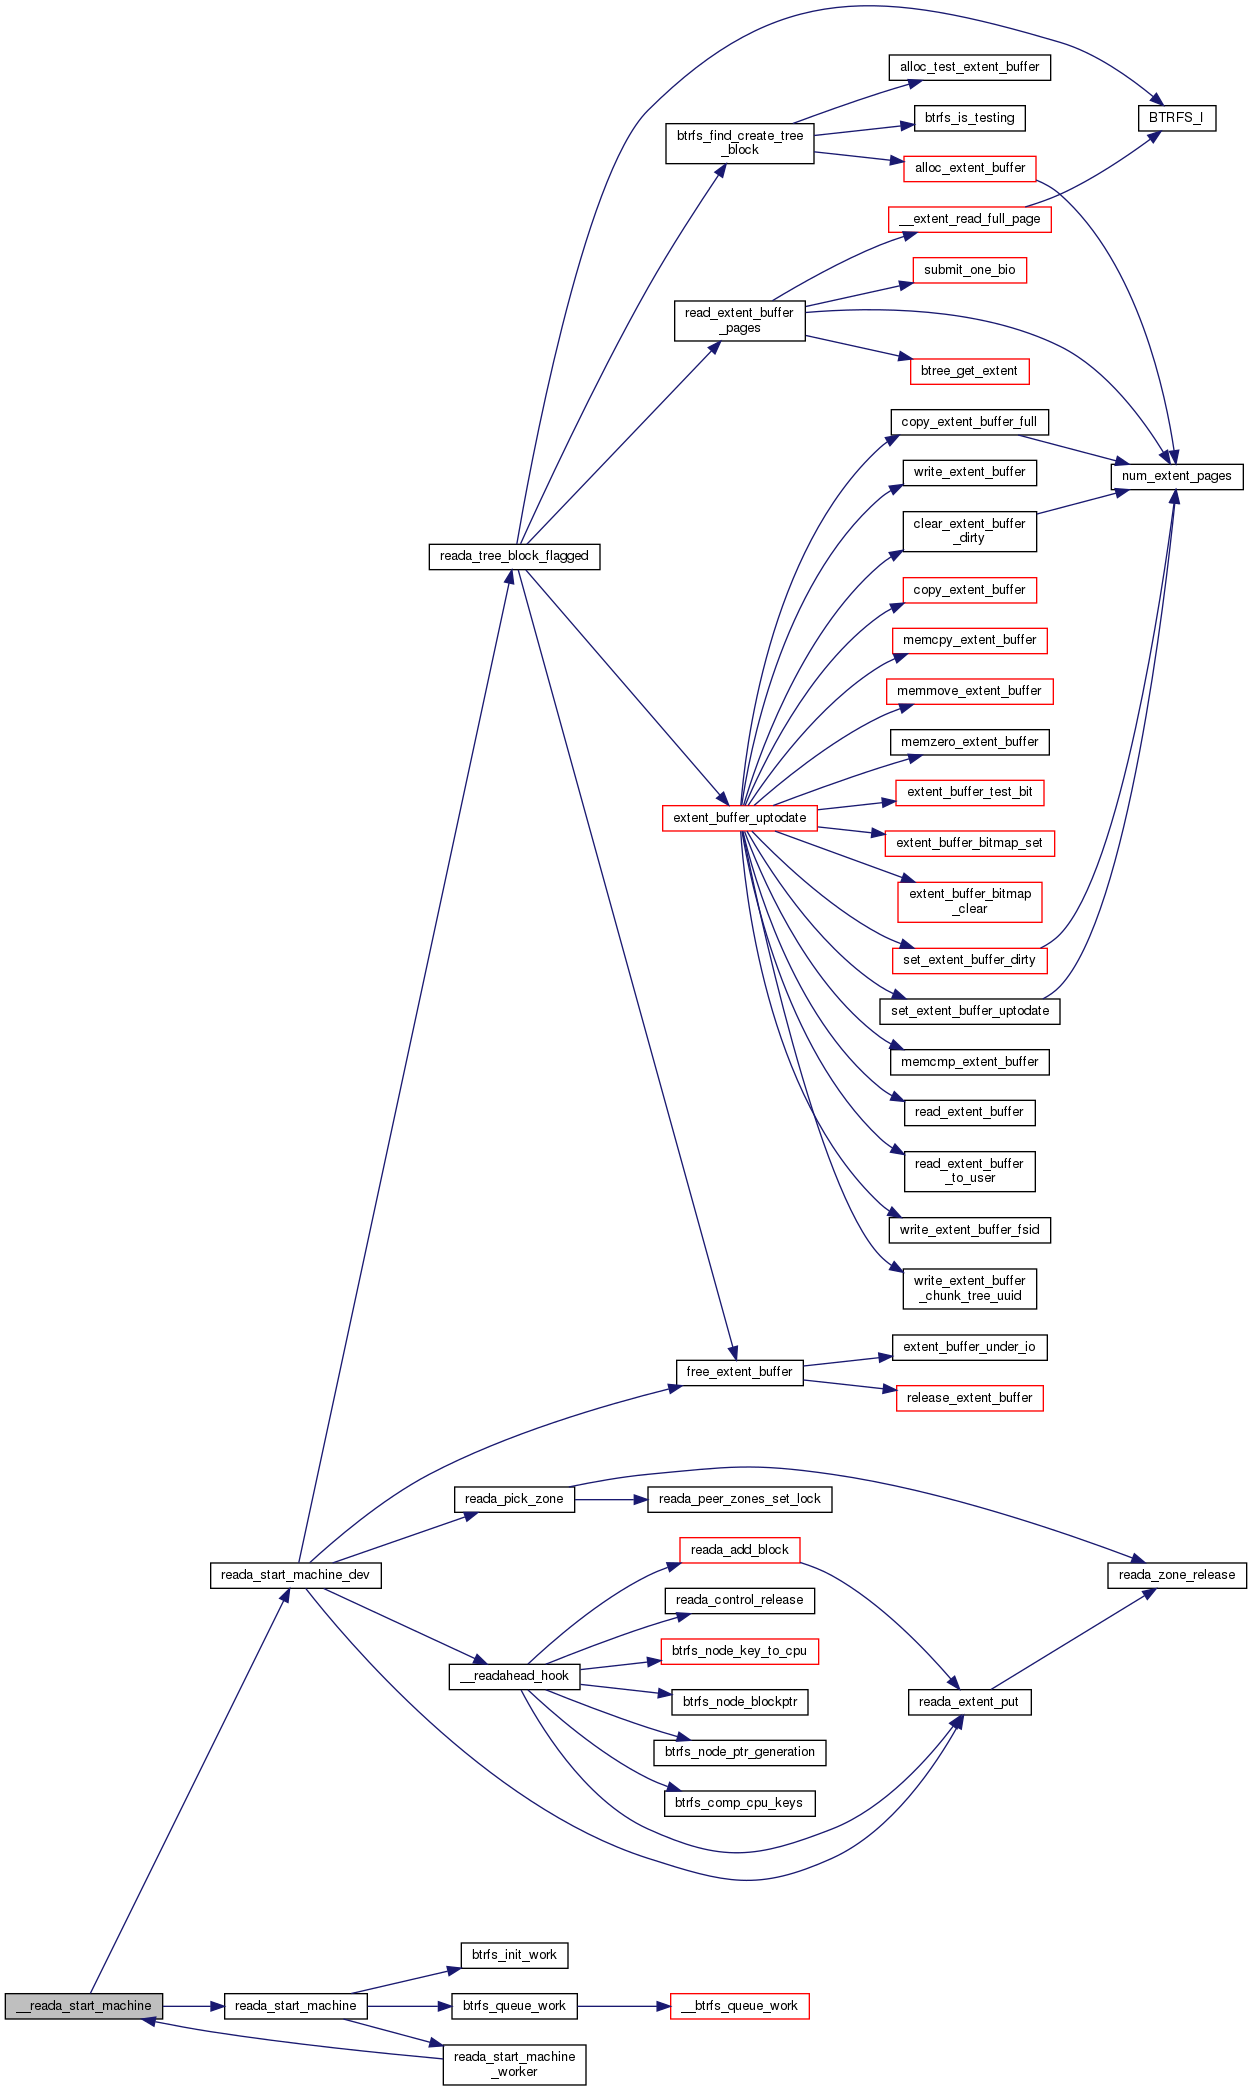 alloc_test_extent_buffer
btrfs_is_testing
BTRFS_I
btrfs_find_create_tree
_block
alloc_extent_buffer
__extent_read_full_page
submit_one_bio
read_extent_buffer
_pages
btree_get_extent
copy_extent_buffer_full
write_extent_buffer
num_extent_pages
clear_extent_buffer
_dirty
reada_tree_block_flagged
copy_extent_buffer
memcpy_extent_buffer
memmove_extent_buffer
memzero_extent_buffer
extent_buffer_test_bit
extent_buffer_uptodate
extent_buffer_bitmap_set
extent_buffer_bitmap
_clear
set_extent_buffer_dirty
set_extent_buffer_uptodate
memcmp_extent_buffer
read_extent_buffer
read_extent_buffer
_to_user
write_extent_buffer_fsid
write_extent_buffer
_chunk_tree_uuid
extent_buffer_under_io
free_extent_buffer
release_extent_buffer
reada_pick_zone
reada_peer_zones_set_lock
reada_add_block
reada_start_machine_dev
reada_zone_release
reada_control_release
btrfs_node_key_to_cpu
__readahead_hook
btrfs_node_blockptr
reada_extent_put
btrfs_node_ptr_generation
btrfs_comp_cpu_keys
btrfs_init_work
__reada_start_machine
reada_start_machine
btrfs_queue_work
__btrfs_queue_work
reada_start_machine
_worker